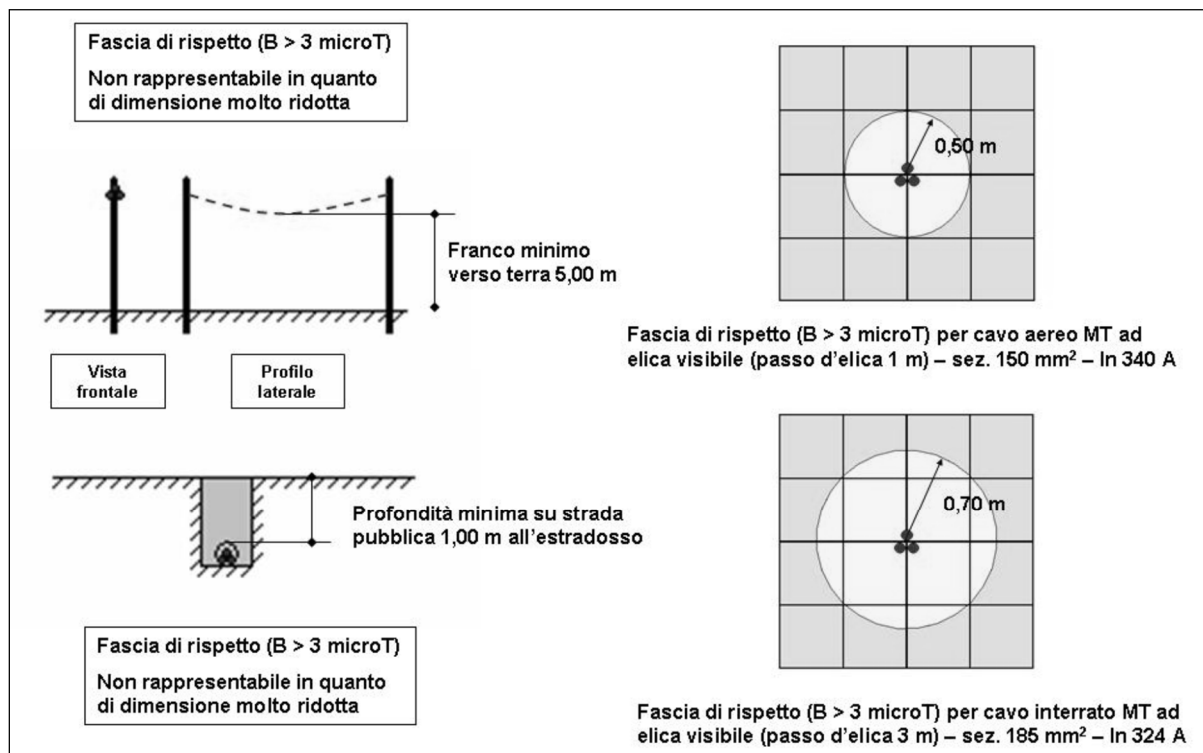 Fascia di rispetto (B > 3 microT)
Non rappresentabile in quanto
di dimensione molto ridotta
Franco minimo
verso terra 5,00 m
Vista
frontale
Profilo
laterale
0,50 m
Fascia di rispetto (B > 3 microT) per cavo aereo MT ad
elica visibile (passo d'elica 1 m) – sez. 150 mm² – In 340 A
Profondità minima su strada
pubblica 1,00 m all'estradosso
Fascia di rispetto (B > 3 microT)
Non rappresentabile in quanto
di dimensione molto ridotta
0,70 m
Fascia di rispetto (B > 3 microT) per cavo interrato MT ad
elica visibile (passo d'elica 3 m) – sez. 185 mm² – In 324 A